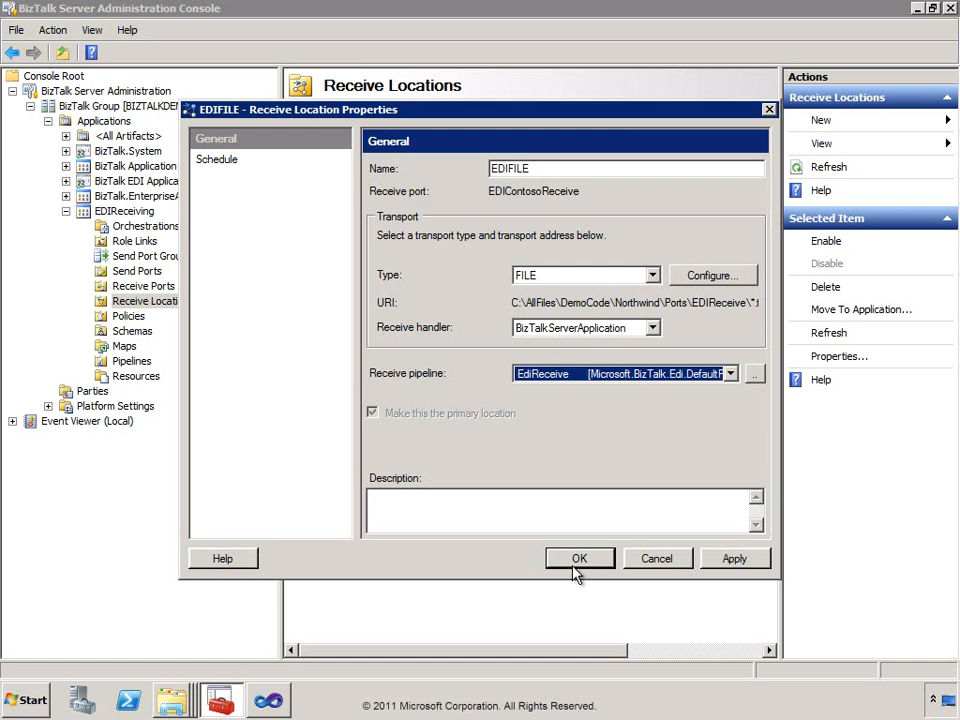 BizTalk Server Administration Console
File Action View Help
Console Root
BizTalk Server Administration
BizTalk Group [BIZTALKDEM
Applications
<All Artifacts>
BizTalk.System
BizTalk Application
BizTalk EDI Applica
BizTalk.EnterpriseA
EDIReceiving
Orchestrations
Role Links
Send Port Grou
Send Ports
Receive Ports
Receive Locati
Policies
Schemas
Maps
Pipelines
Resources
Parties
Platform Settings
Event Viewer (Local)
Receive Locations
EDIFILE - Receive Location Properties
General
Schedule
General
Name: EDIFILE
Receive port: EDIContosoReceive
Transport
Select a transport type and transport address below.
Type: FILE Configure...
URI: C:\AllFiles\DemoCode\Northwind\Ports\EDIReceive\*.t
Receive handler: BizTalkServerApplication
Receive pipeline: EdiReceive [Microsoft.BizTalk.Edi.DefaultP ..
Make this the primary location
Description:
Help OK Cancel Apply
Actions
Receive Locations
New
View
Refresh
Help
Selected Item
Enable
Disable
Delete
Move To Application...
Refresh
Properties...
Help
Start
© 2011 Microsoft Corporation. All Rights Reserved.